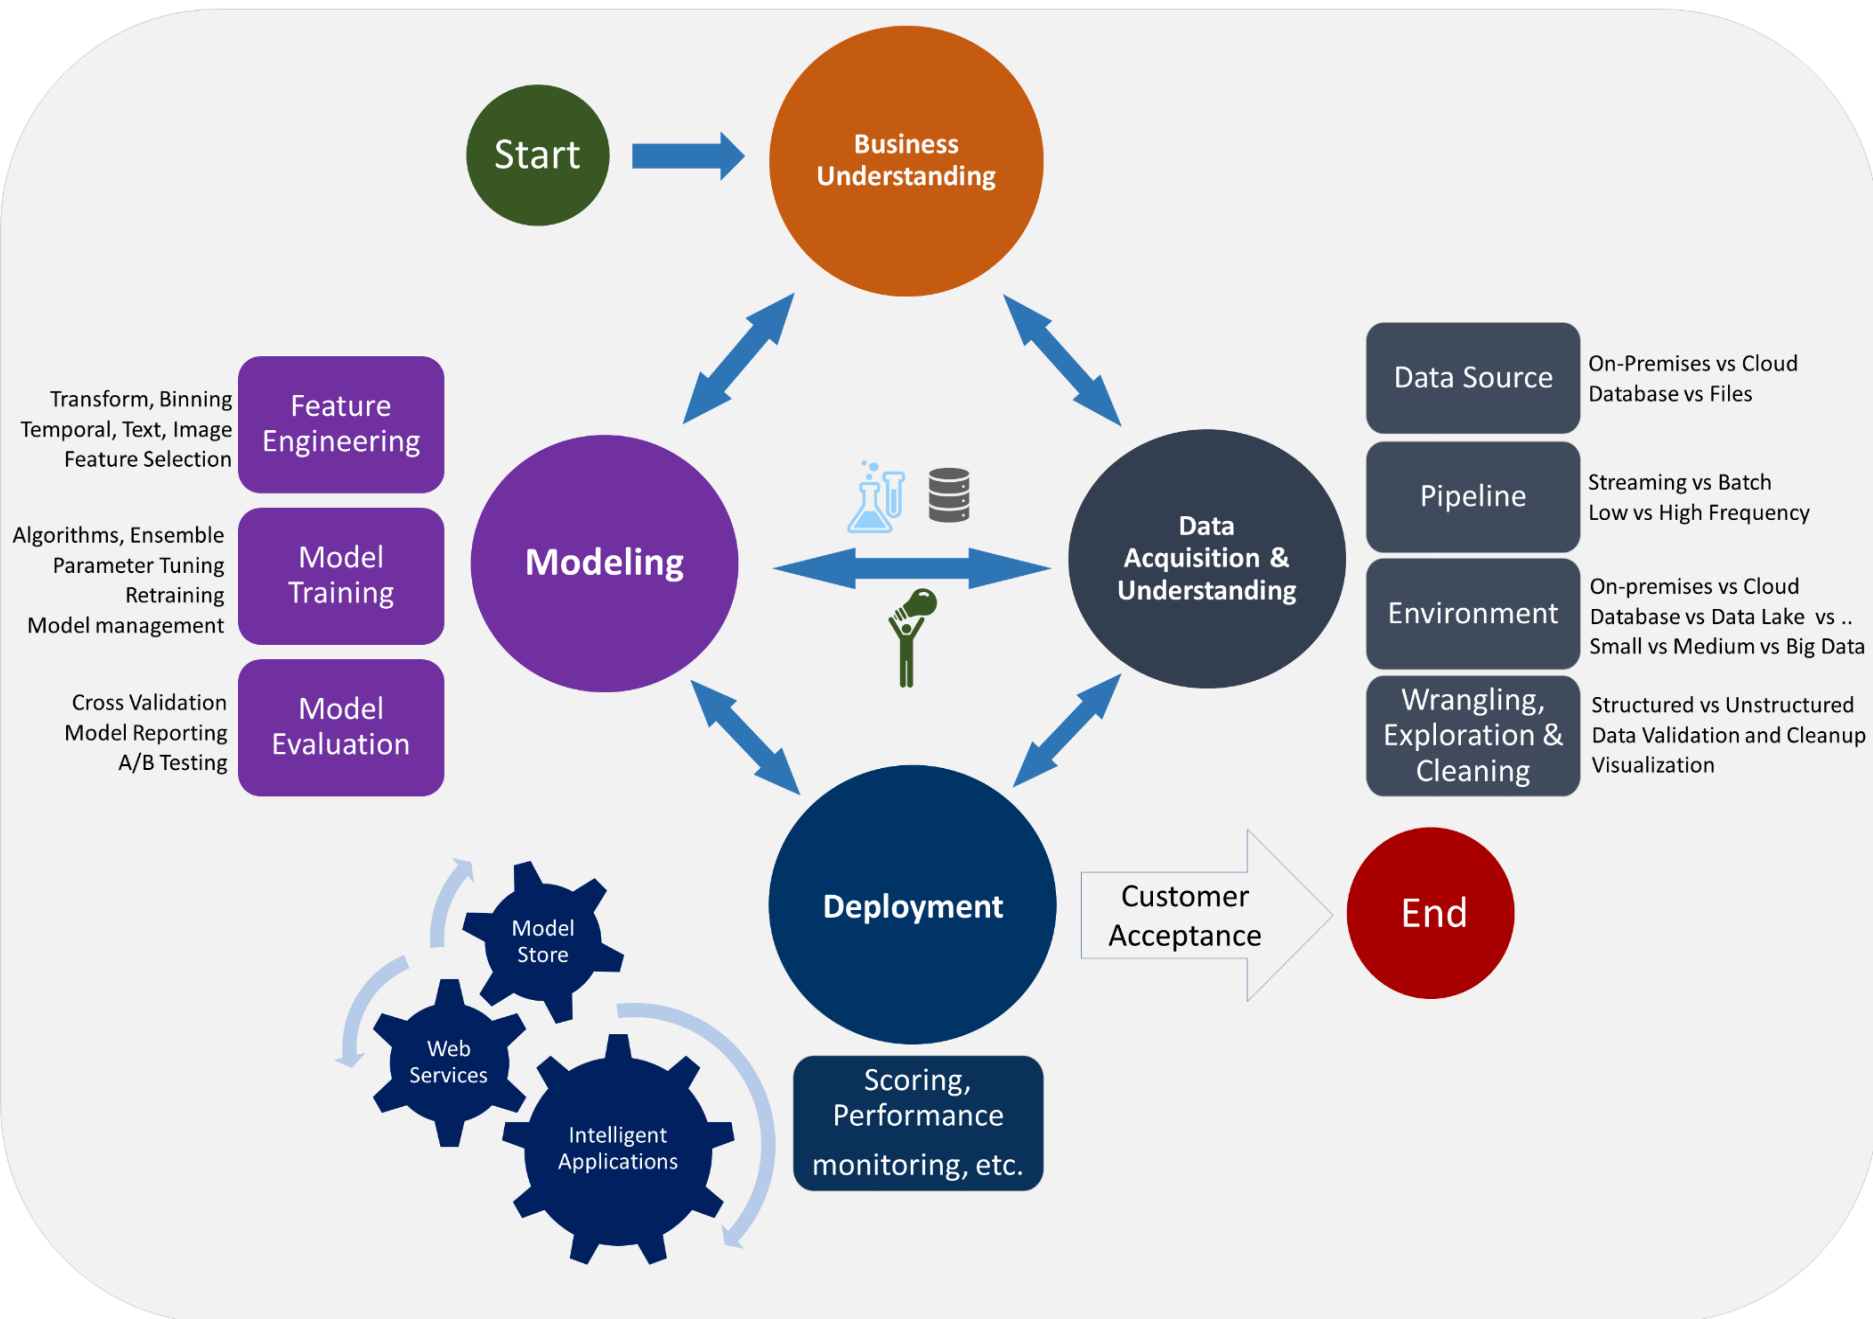 Start
Business
Understanding
Transform, Binning
Temporal, Text, Image
Feature Selection
Feature
Engineering
Algorithms, Ensemble
Parameter Tuning
Retraining
Model management
Model
Training
Cross Validation
Model Reporting
A/B Testing
Model
Evaluation
Modeling
Data
Acquisition &
Understanding
Data Source
On-Premises vs Cloud
Database vs Files
Pipeline
Streaming vs Batch
Low vs High Frequency
Environment
On-premises vs Cloud
Database vs Data Lake  vs ..
Small vs Medium vs Big Data
Wrangling,
Exploration &
Cleaning
Structured vs Unstructured
Data Validation and Cleanup
Visualization
Deployment
Customer
Acceptance
End
Model
Store
Web
Services
Intelligent
Applications
Scoring,
Performance
monitoring, etc.